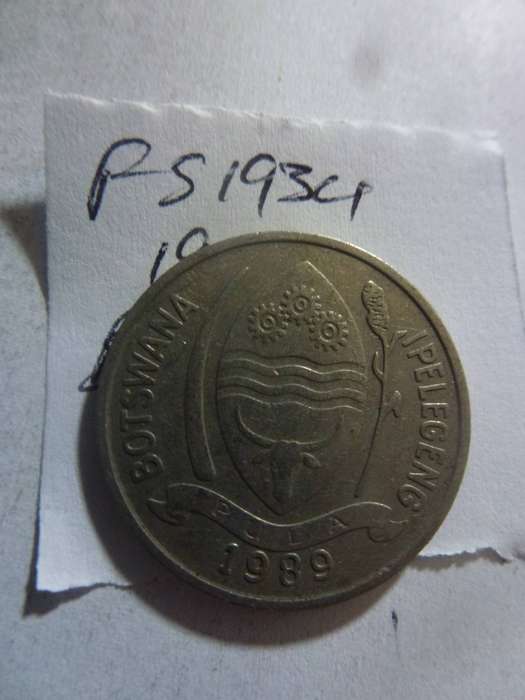 PS1934
BOTSWANA
IPELEGENG
PULA
1989